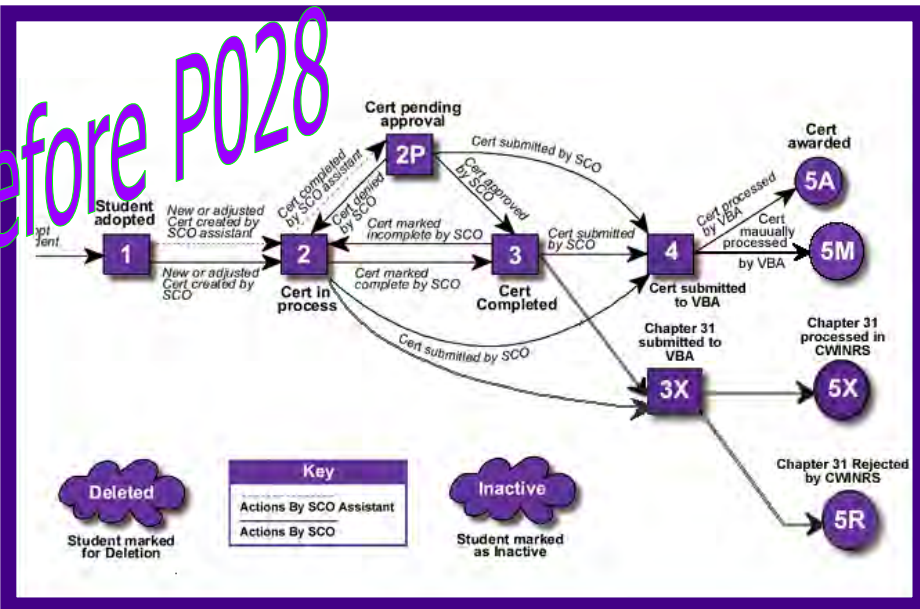 efore P028
Cert pending
approval
2P
Cert submitted by SCO
Cert
awarded
5A
Cert completed
by SCO assistant
Cert denied
by SCO
Cert approved
by SCO
Cert processed
by VBA
Student
adopted
opt
dent
1
New or adjusted
Cert created by
SCO assistant
New or adjusted
Cert created by
SCO
2
Cert in
process
Cert marked
incomplete by SCO
Cert marked
complete by SCO
3
Cert
Completed
Cert submitted
by SCO
4
Cert submitted
to VBA
Cert
mauually
processed
by VBA
5M
Cert submitted by SCO
Chapter 31
submitted to
VBA
3X
Chapter 31
processed in
CWINRS
5X
Chapter 31 Rejected
by CWINRS
5R
Deleted
Student marked
for Deletion
Key
Actions By SCO Assistant
Actions By SCO
Inactive
Student marked
as Inactive